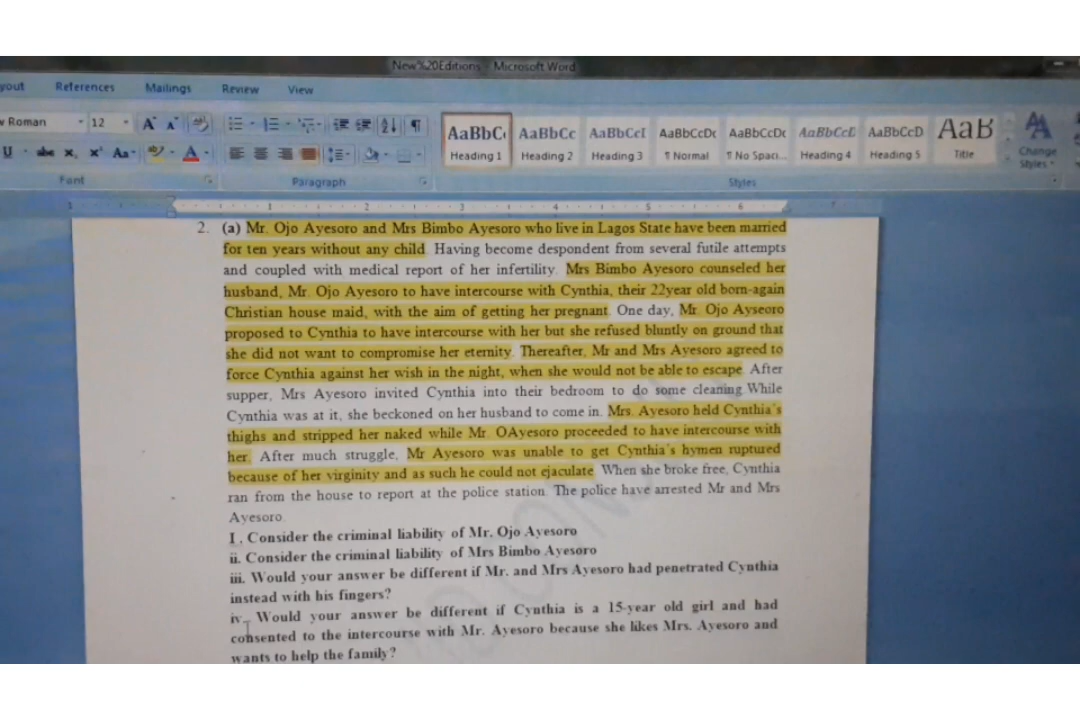 New%20Editions - Microsoft Word
yout References Mailings Review View
Roman 12
AaBbC AaBbCc AaBbCcI AaBbCcDc AaBbCcDc AaBbCcD AaBbCcD AaB
Heading 1 Heading 2 Heading 3 ¶ Normal ¶ No Spaci... Heading 4 Heading 5 Title Change Styles
Font Paragraph Styles
1 1 2 3 4 5 6
2. (a) Mr. Ojo Ayesoro and Mrs Bimbo Ayesoro who live in Lagos State have been married
for ten years without any child. Having become despondent from several futile attempts
and coupled with medical report of her infertility. Mrs Bimbo Ayesoro counseled her
husband, Mr. Ojo Ayesoro to have intercourse with Cynthia, their 22year old born-again
Christian house maid, with the aim of getting her pregnant. One day, Mr. Ojo Ayseoro
proposed to Cynthia to have intercourse with her but she refused bluntly on ground that
she did not want to compromise her eternity. Thereafter, Mr and Mrs Ayesoro agreed to
force Cynthia against her wish in the night, when she would not be able to escape. After
supper, Mrs Ayesoro invited Cynthia into their bedroom to do some cleaning While
Cynthia was at it, she beckoned on her husband to come in. Mrs. Ayesoro held Cynthia's
thighs and stripped her naked while Mr. OAyesoro proceeded to have intercourse with
her. After much struggle, Mr Ayesoro was unable to get Cynthia's hymen ruptured
because of her virginity and as such he could not ejaculate. When she broke free, Cynthia
ran from the house to report at the police station. The police have arrested Mr and Mrs
Ayesoro.
I . Consider the criminal liability of Mr. Ojo Ayesoro
ii. Consider the criminal liability of Mrs Bimbo Ayesoro
iii. Would your answer be different if Mr. and Mrs Ayesoro had penetrated Cynthia
instead with his fingers?
iv. Would your answer be different if Cynthia is a 15-year old girl and had
consented to the intercourse with Mr. Ayesoro because she likes Mrs. Ayesoro and
wants to help the family?